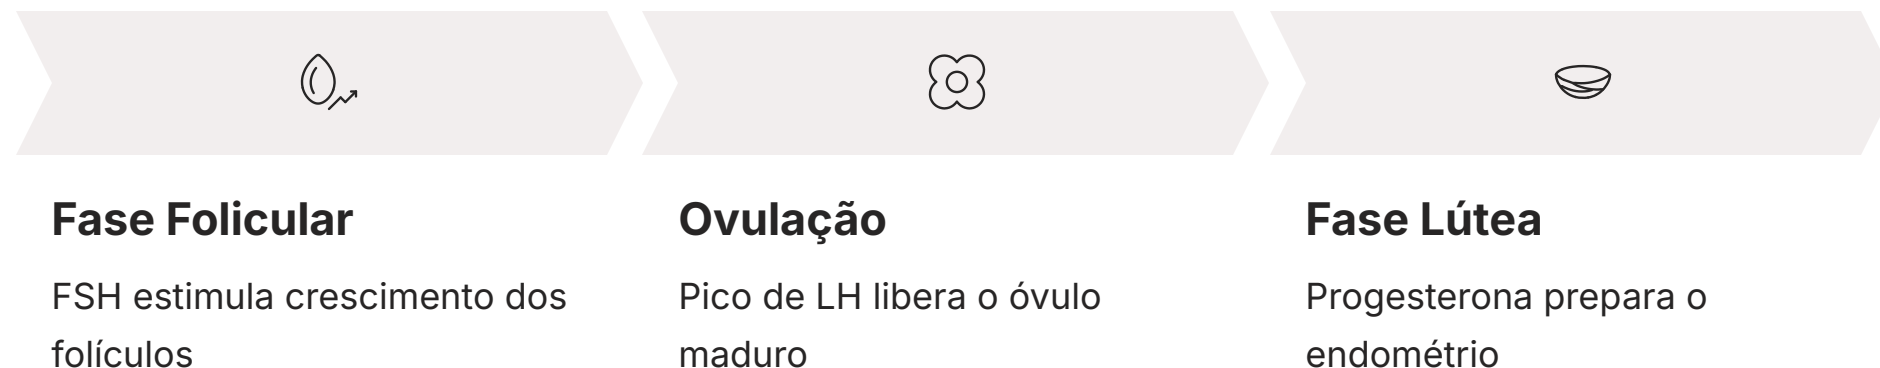 Fase Folicular
FSH estimula crescimento dos
folículos
Ovulação
Pico de LH libera o óvulo
maduro
Fase Lútea
Progesterona prepara o
endométrio